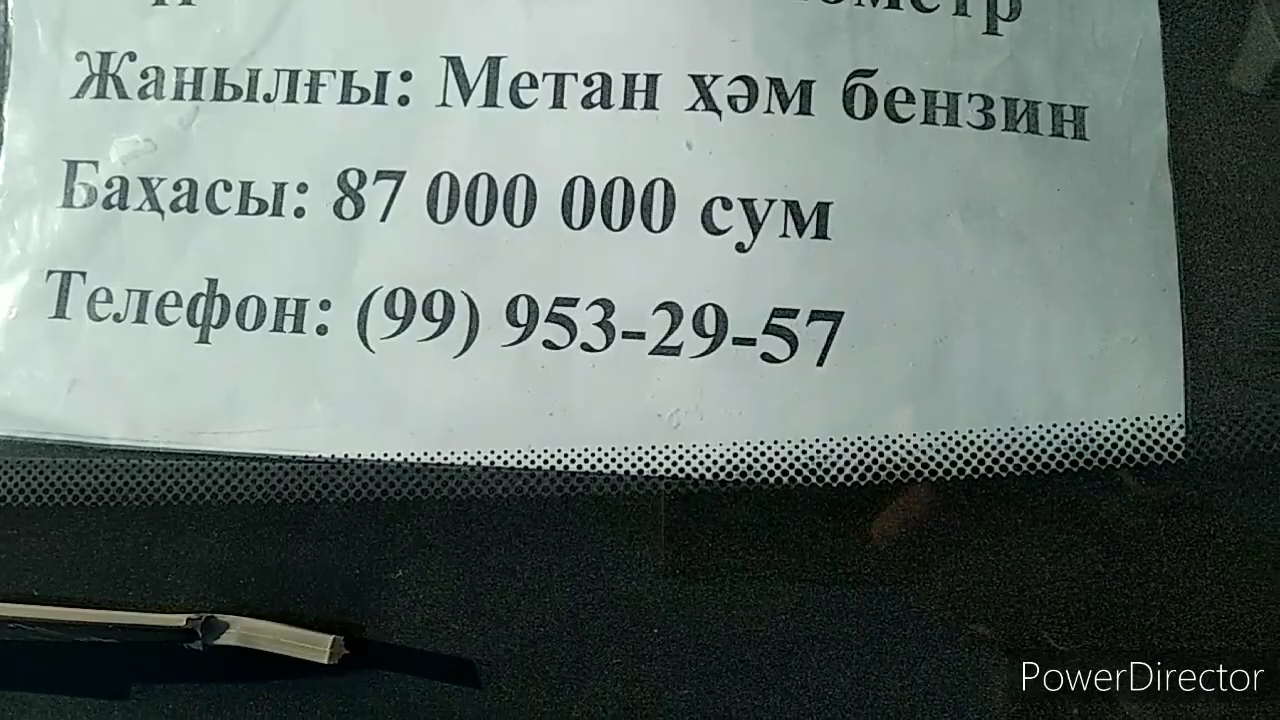 Жанылғы: Метан ҳәм бензин
Баҳасы: 87 000 000 сум
Телефон: (99) 953-29-57
PowerDirector